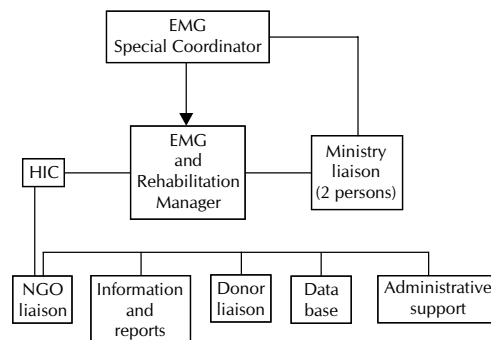 EMG
Special Coordinator
EMG
and
Rehabilitation
Manager
HIC
Ministry
liaison
(2 persons)
NGO
liaison
Information
and
reports
Donor
liaison
Data
base
Administrative
support